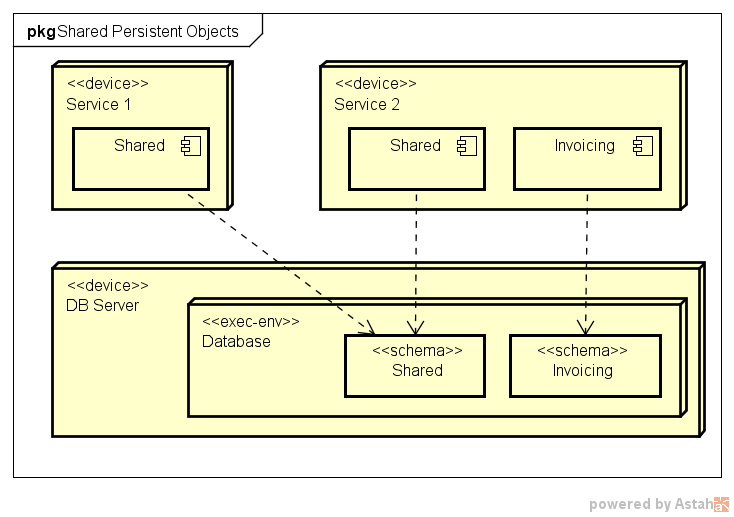 pkg Shared Persistent Objects
<<device>>
Service 1
Shared
<<device>>
Service 2
Shared
Invoicing
<<device>>
DB Server
<<exec-env>>
Database
<<schema>>
Shared
<<schema>>
Invoicing
powered by Astah